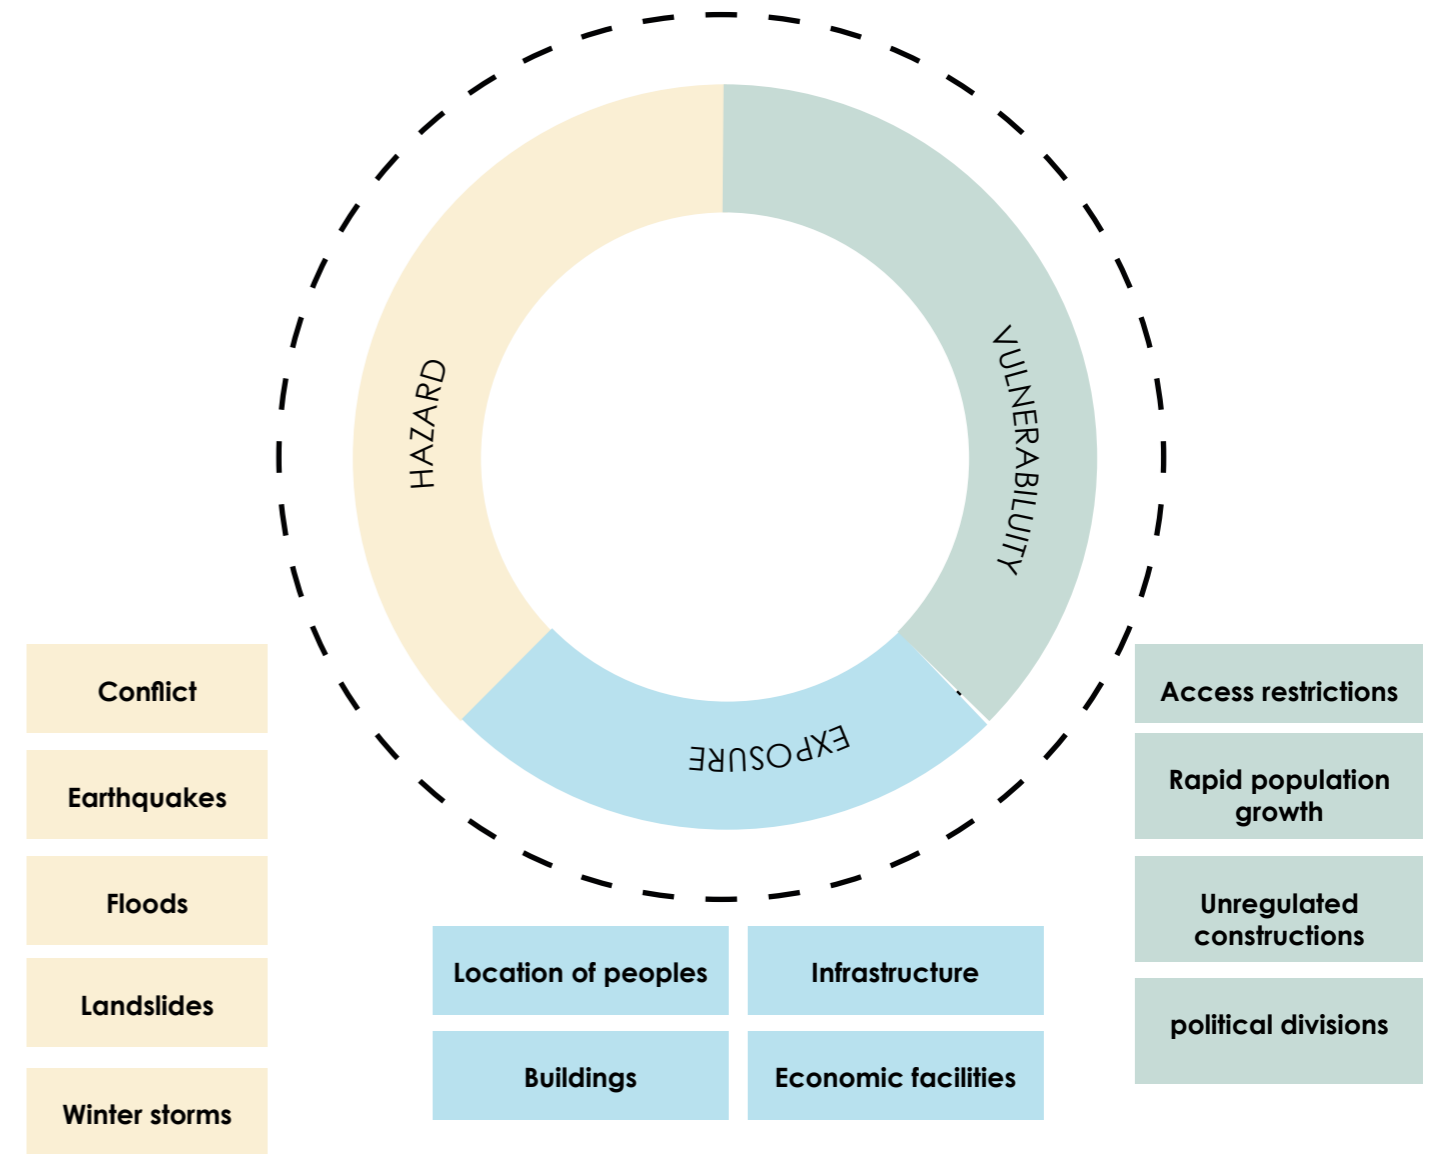 HAZARD
VULNERABILUITY
EXPOSURE
Conflict
Earthquakes
Floods
Landslides
Winter storms
Location of peoples
Infrastructure
Buildings
Economic facilities
Access restrictions
Rapid population
growth
Unregulated
constructions
political divisions